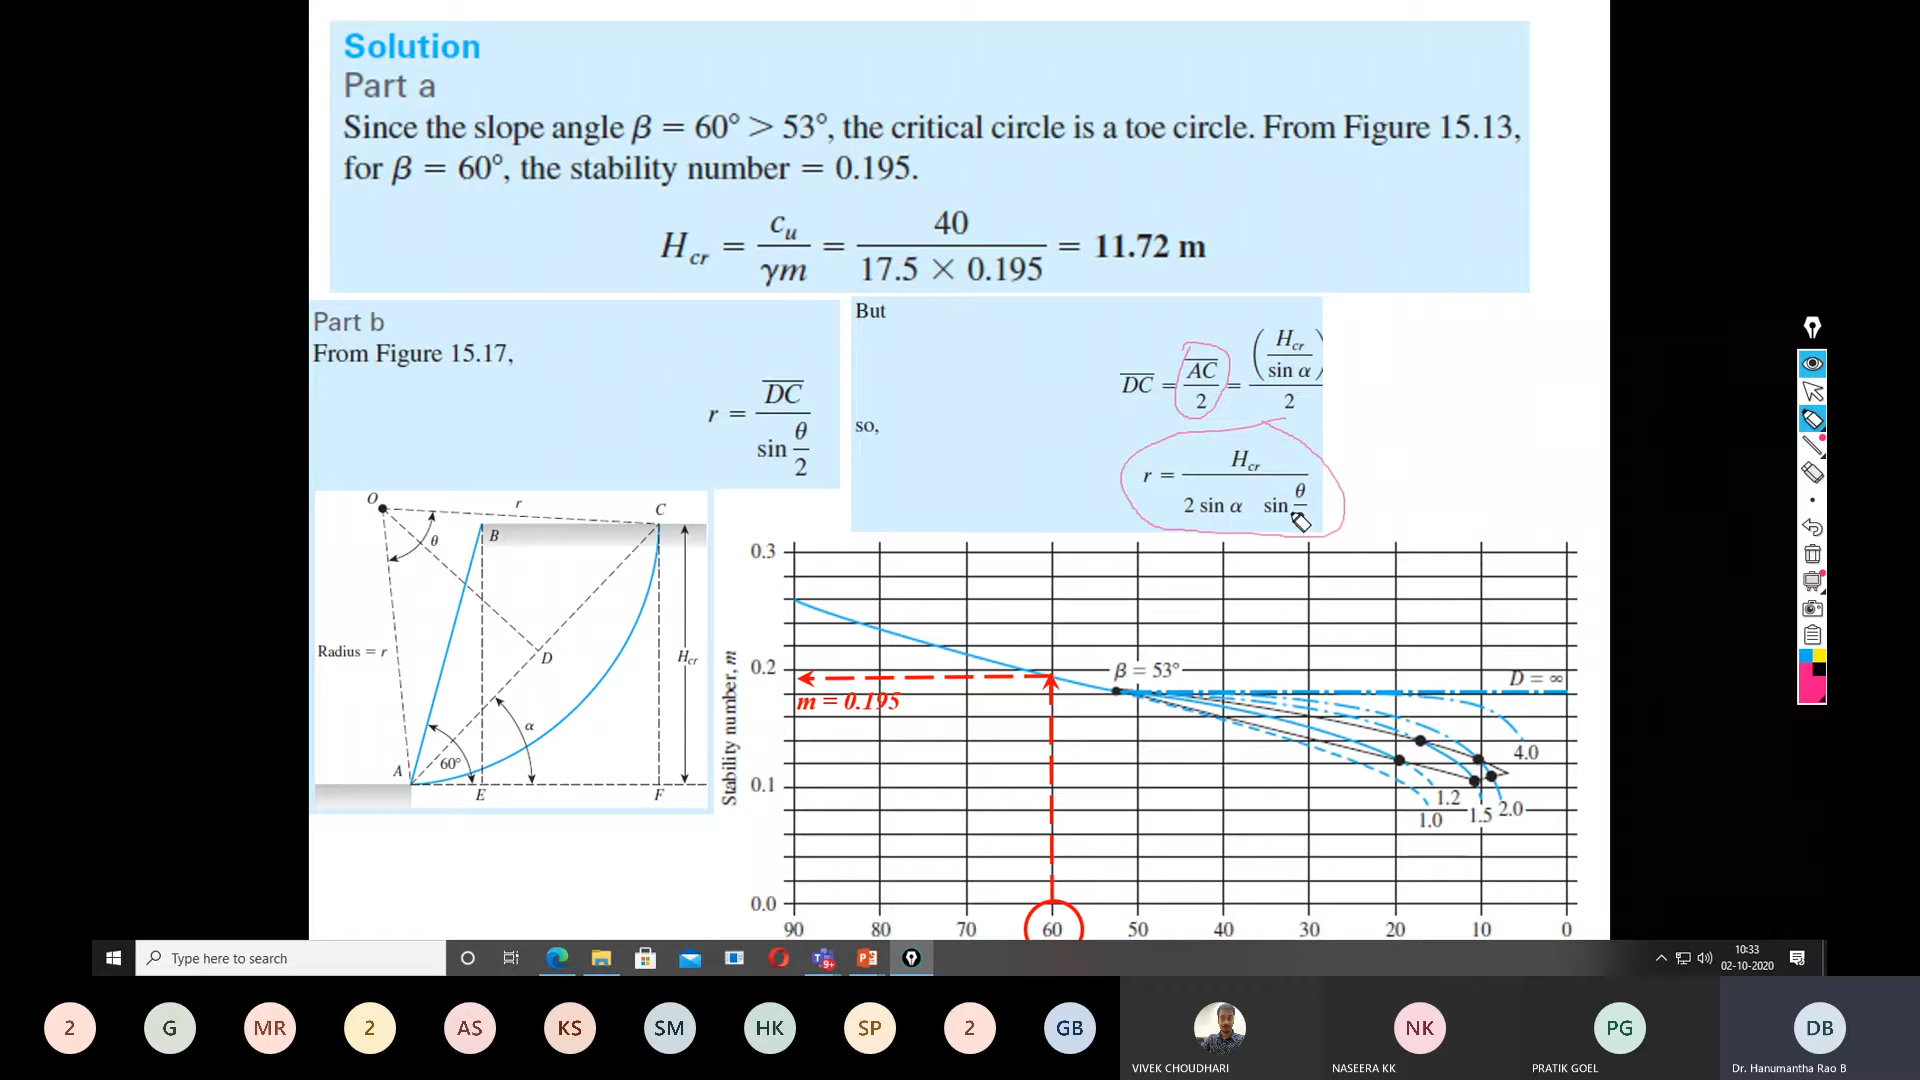 Solution
Part a
Since the slope angle β = 60° > 53°, the critical circle is a toe circle. From Figure 15.13,
for β = 60°, the stability number = 0.195.
H_cr = c_u / γm = 40 / (17.5 × 0.195) = 11.72 m
Part b
From Figure 15.17,
r = DC / sin θ/2
But
DC = AC / 2 = (H_cr / sin α) / 2
so,
r = H_cr / 2 sin α sin θ/2
O
r
C
θ
B
Radius = r
D
H_cr
α
A
60°
E
F
Stability number, m
0.3
0.2
0.1
0.0
m = 0.195
β = 53°
D = ∞
4.0
1.2
2.0
1.5
1.0
90 80 70 60 50 40 30 20 10 0
Type here to search
9+
10:33
02-10-2020
2 G MR 2 AS KS SM HK SP 2 GB NK PG DB
VIVEK CHOUDHARI
NASEERA KK
PRATIK GOEL
Dr. Hanumantha Rao B